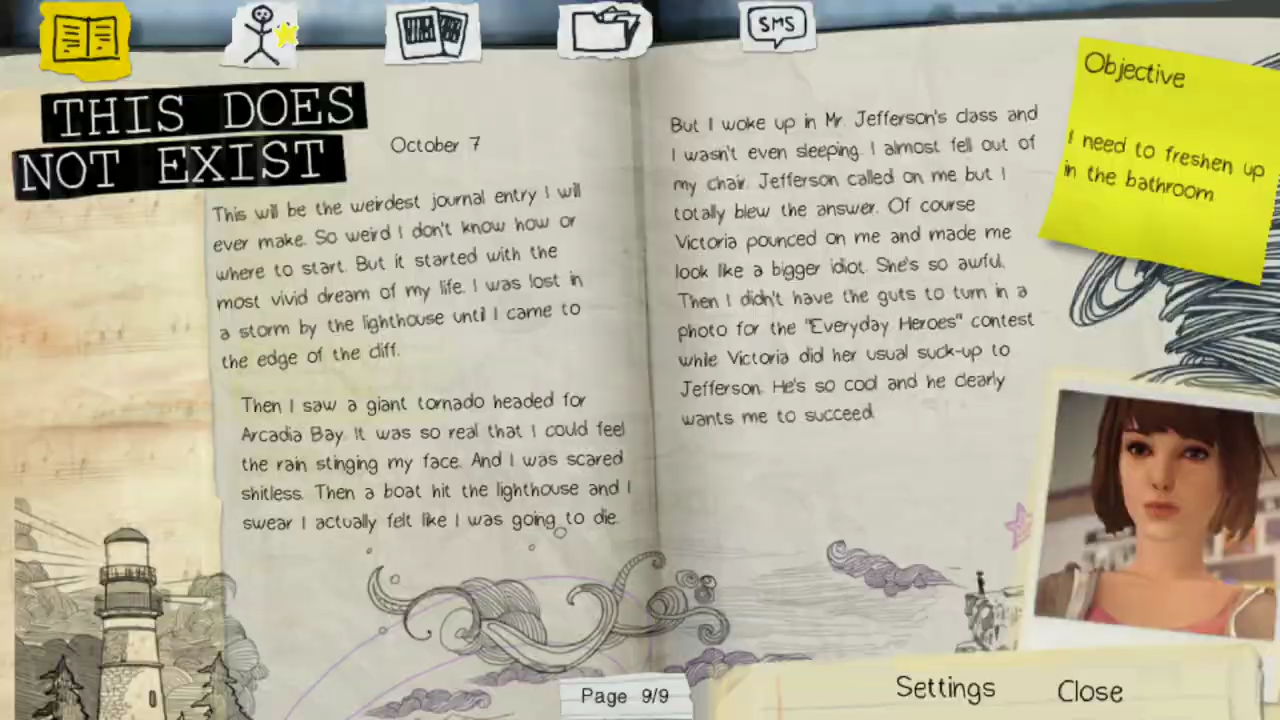 SMS
THIS DOES
NOT EXIST
October 7
This will be the weirdest journal entry I will
ever make. So weird I don't know how or
where to start. But it started with the
most vivid dream of my life. I was lost in
a storm by the lighthouse until I came to
the edge of the cliff.
Then I saw a giant tornado headed for
Arcadia Bay. It was so real that I could feel
the rain stinging my face. And I was scared
shitless. Then a boat hit the lighthouse and I
swear I actually felt like I was going to die.
But I woke up in Mr. Jefferson's class and
I wasn't even sleeping. I almost fell out of
my chair. Jefferson called on me but I
totally blew the answer. Of course
Victoria pounced on me and made me
look like a bigger idiot. She's so awful.
Then I didn't have the guts to turn in a
photo for the "Everyday Heroes" contest
while Victoria did her usual suck-up to
Jefferson. He's so cool and he clearly
wants me to succeed.
Objective
I need to freshen up
in the bathroom.
Page 9/9
Settings
Close